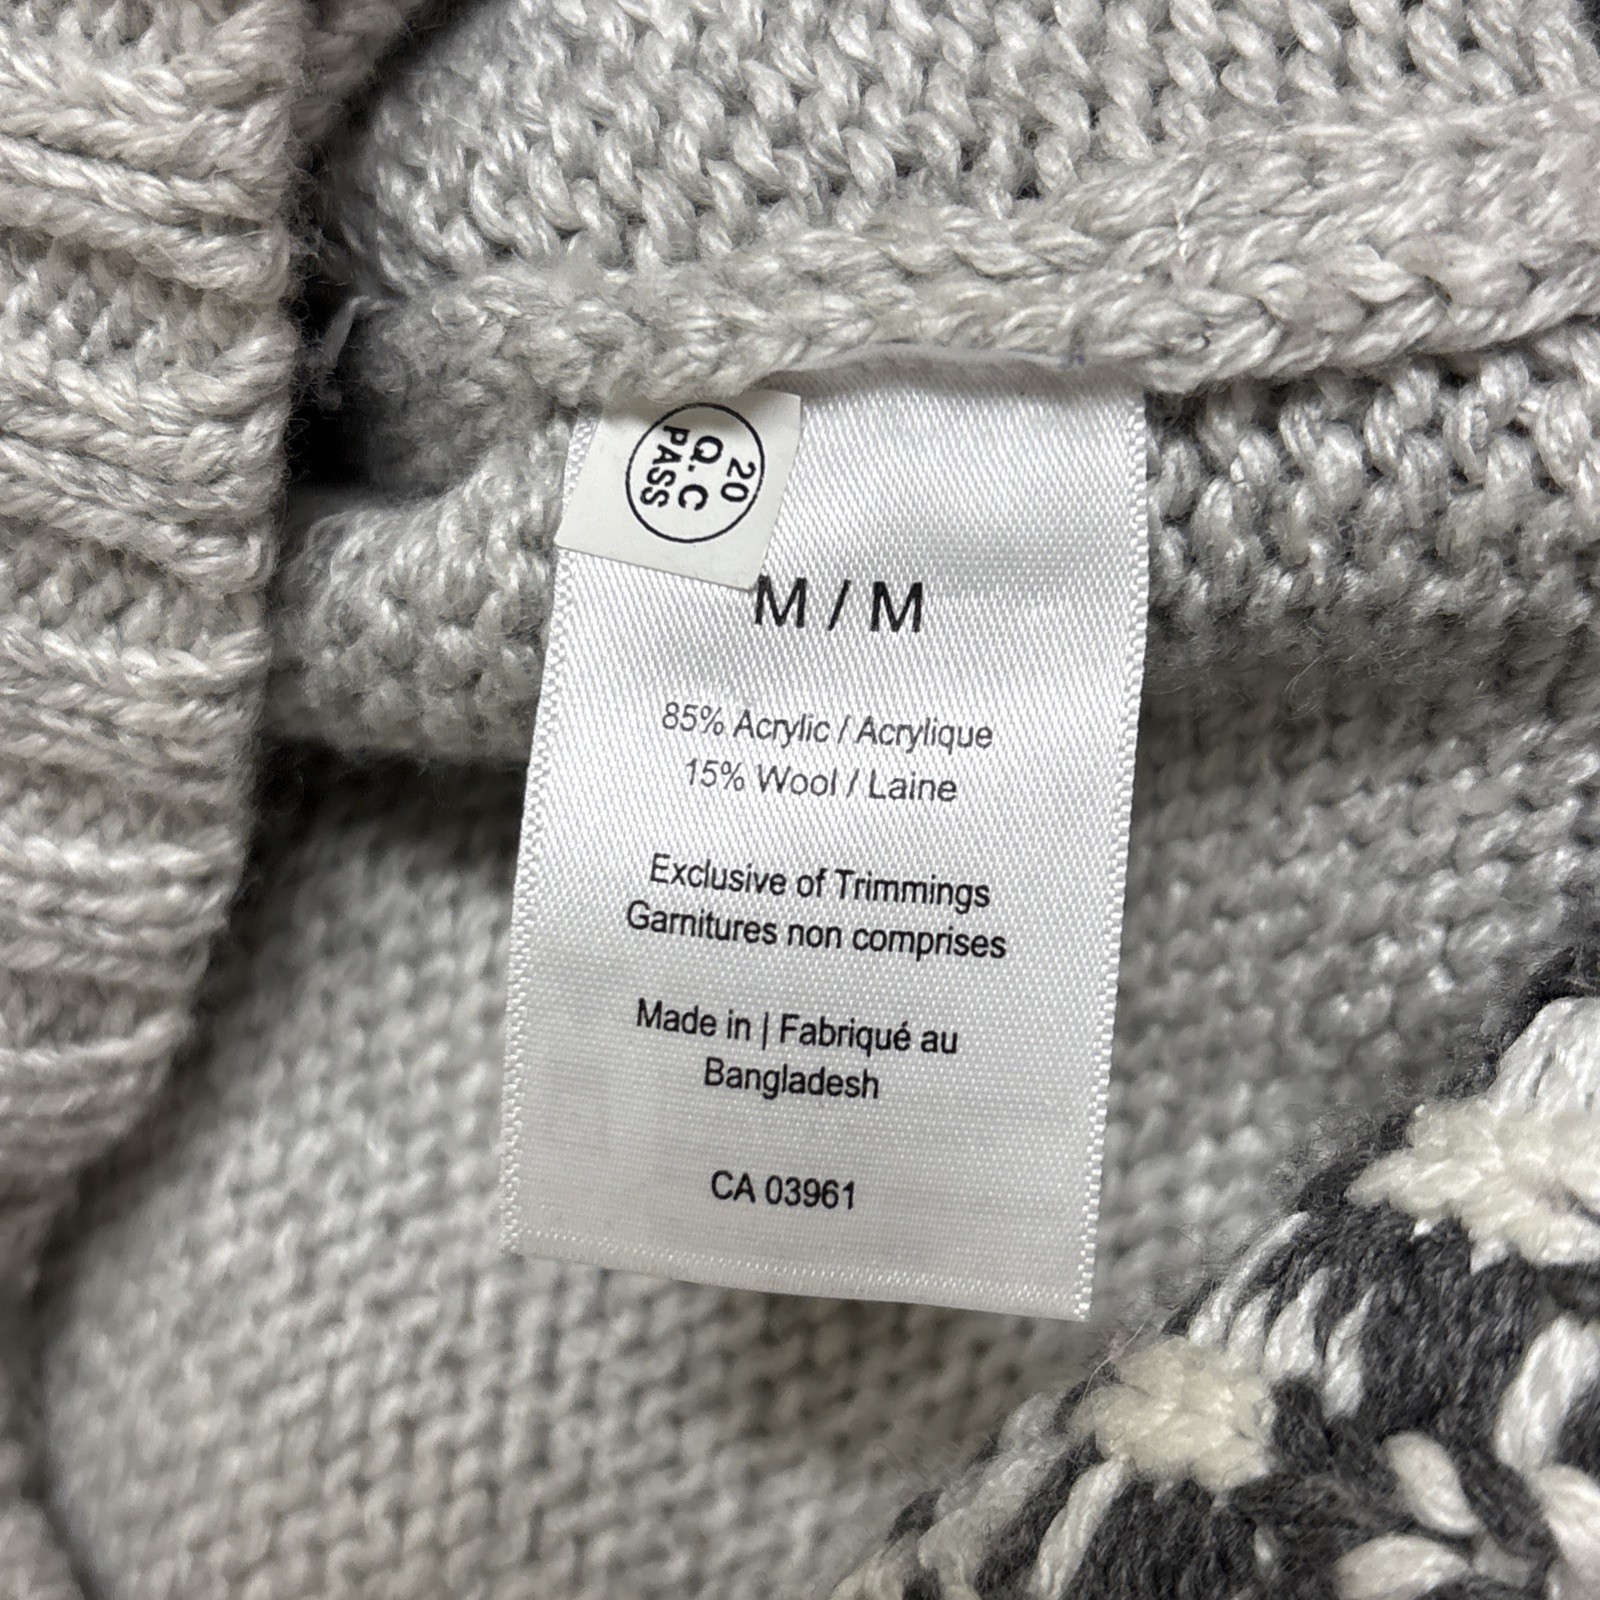 20
Q.C
PASS
M / M
85% Acrylic / Acrylique
15% Wool / Laine
Exclusive of Trimmings
Garnitures non comprises
Made in | Fabriqué au
Bangladesh
CA 03961